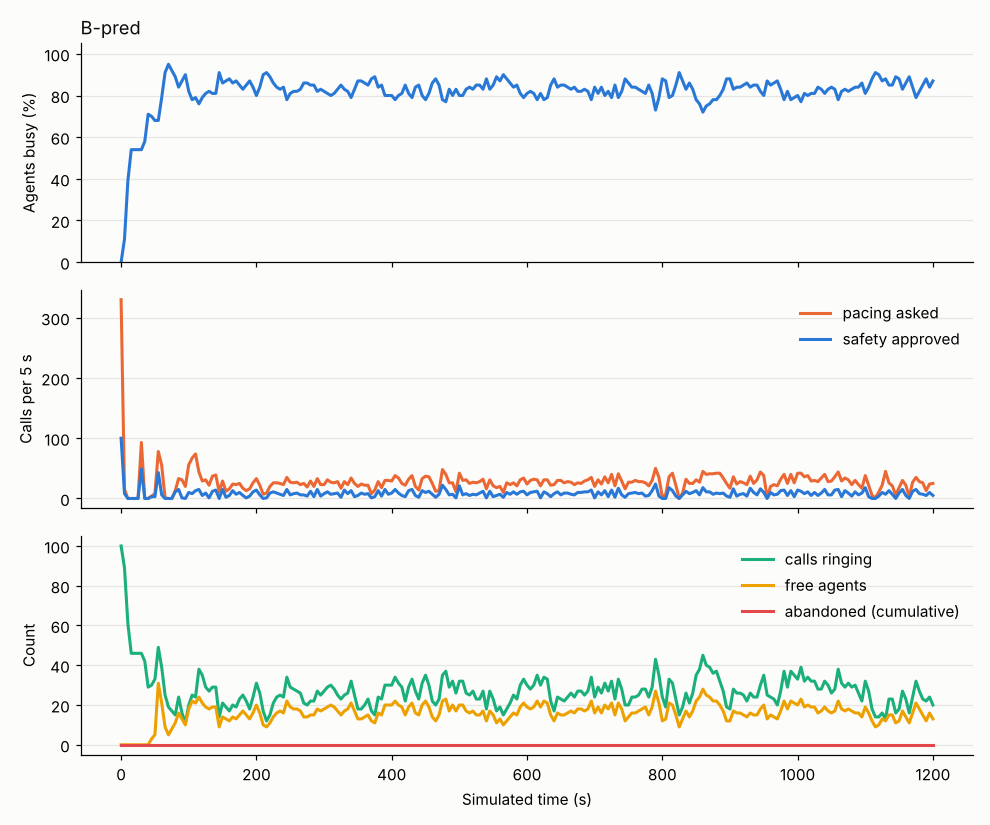 B-pred
100
80
60
40
20
0
Agents busy (%)
300
200
100
0
Calls per 5 s
pacing asked
safety approved
100
80
60
40
20
0
Count
calls ringing
free agents
abandoned (cumulative)
0 200 400 600 800 1000 1200
Simulated time (s)